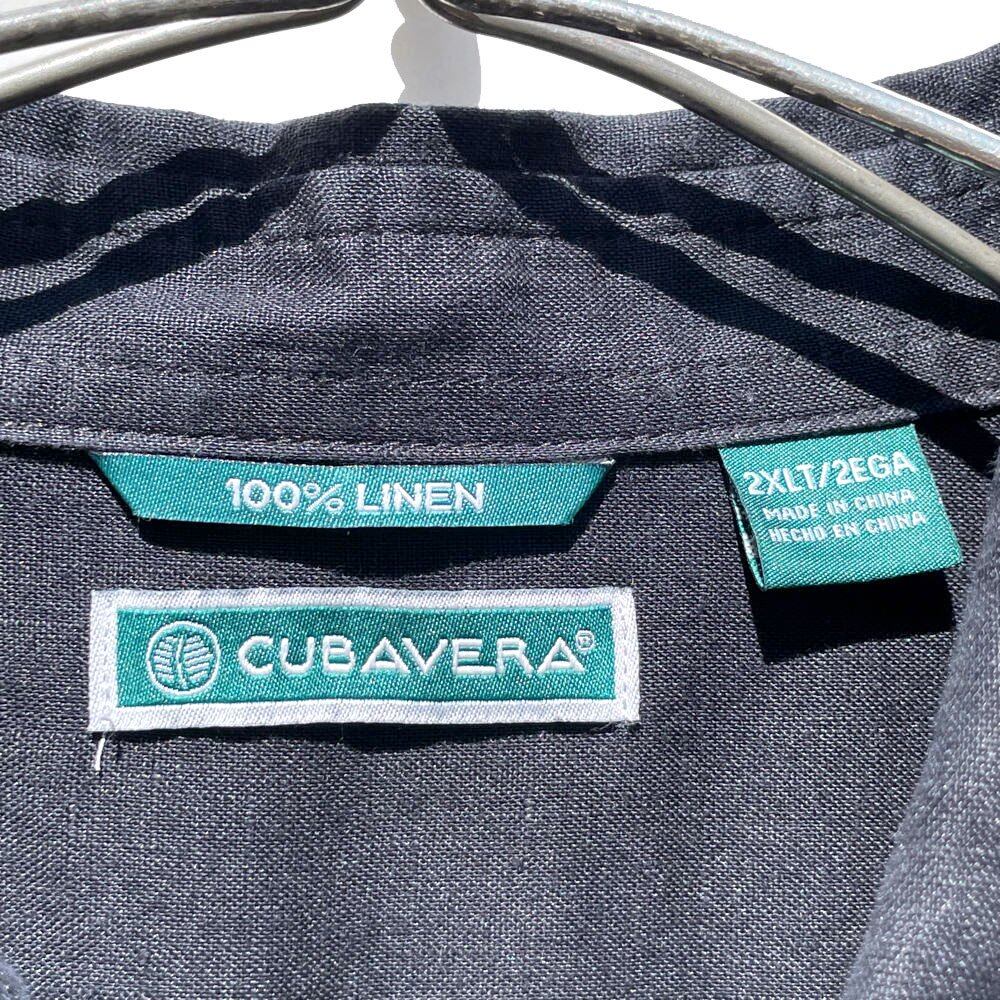 100% LINEN
2XLT/2EGA
MADE IN CHINA
HECHO EN CHINA
CUBAVERA®